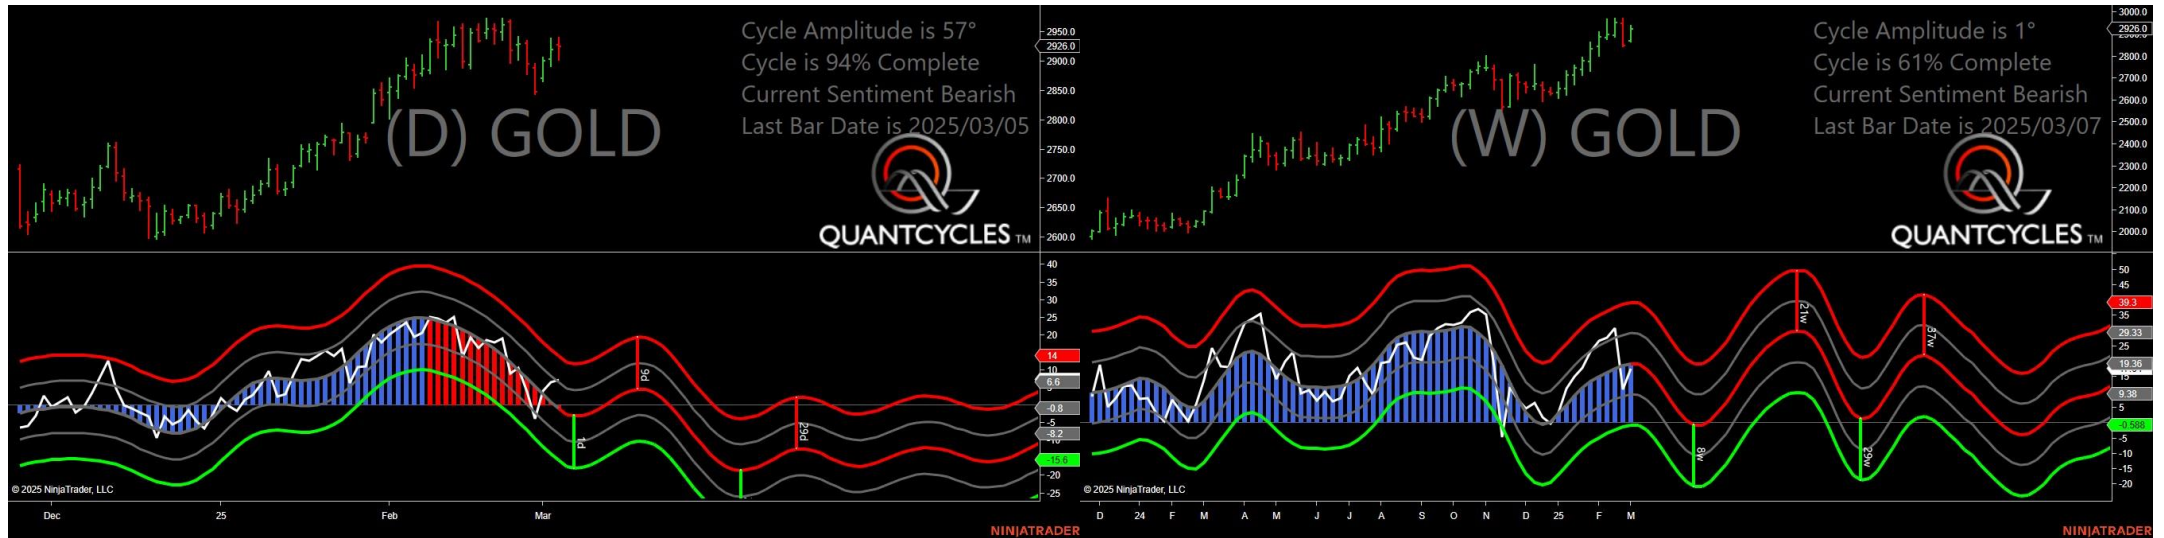 Cycle Amplitude is 57°
Cycle is 94% Complete
Current Sentiment Bearish
Last Bar Date is 2025/03/05
(D) GOLD
QUANTCYCLES TM
2950.0
2926.0
2900.0
2850.0
2800.0
2750.0
2700.0
2650.0
2600.0
40
35
30
25
20
14
10
6.6
-0.8
-5
-8.2
-15.6
-20
-25
1d
9d
29d
© 2025 NinjaTrader, LLC
Dec
25
Feb
Mar
NINJATRADER
Cycle Amplitude is 1°
Cycle is 61% Complete
Current Sentiment Bearish
Last Bar Date is 2025/03/07
(W) GOLD
QUANTCYCLES TM
3000.0
2926.0
2800.0
2700.0
2600.0
2500.0
2400.0
2300.0
2200.0
2100.0
2000.0
50
45
39.3
35
29.33
25
19.36
15
9.38
5
-0.588
-5
-10
-15
-20
8w
21w
29w
37w
© 2025 NinjaTrader, LLC
D 24 F M A M J J A S O N D 25 F M
NINJATRADER